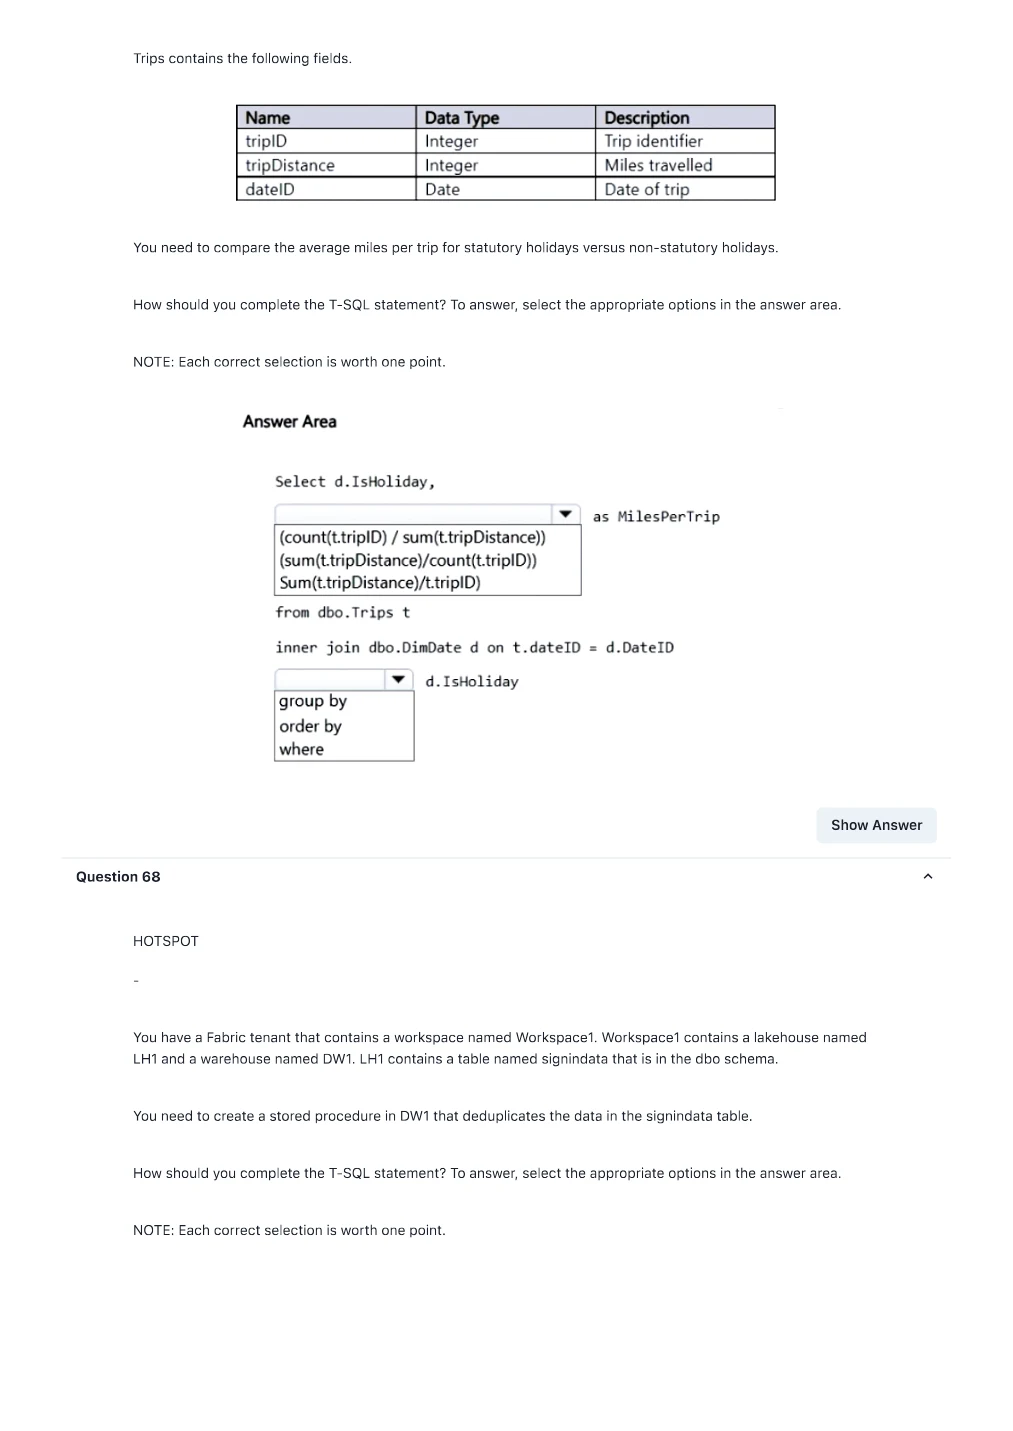 Trips contains the following fields.
Name Data Type Description
tripID Integer Trip identifier
tripDistance Integer Miles travelled
dateID Date Date of trip
You need to compare the average miles per trip for statutory holidays versus non-statutory holidays.
How should you complete the T-SQL statement? To answer, select the appropriate options in the answer area.
NOTE: Each correct selection is worth one point.
Answer Area
Select d.IsHoliday,
as MilesPerTrip
(count(t.tripID) / sum(t.tripDistance))
(sum(t.tripDistance)/count(t.tripID))
Sum(t.tripDistance)/t.tripID)
from dbo.Trips t
inner join dbo.DimDate d on t.dateID = d.DateID
d.IsHoliday
group by
order by
where
Show Answer
Question 68
HOTSPOT
-
You have a Fabric tenant that contains a workspace named Workspace1. Workspace1 contains a lakehouse named
LH1 and a warehouse named DW1. LH1 contains a table named signindata that is in the dbo schema.
You need to create a stored procedure in DW1 that deduplicates the data in the signindata table.
How should you complete the T-SQL statement? To answer, select the appropriate options in the answer area.
NOTE: Each correct selection is worth one point.